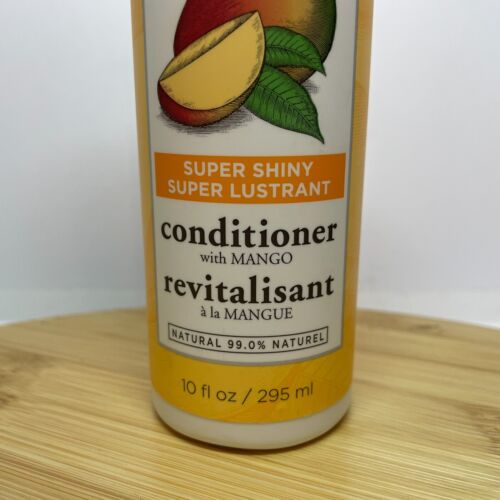 SUPER SHINY
SUPER LUSTRANT
conditioner
with MANGO
revitalisant
à la MANGUE
NATURAL 99.0% NATUREL
10 fl oz / 295 ml